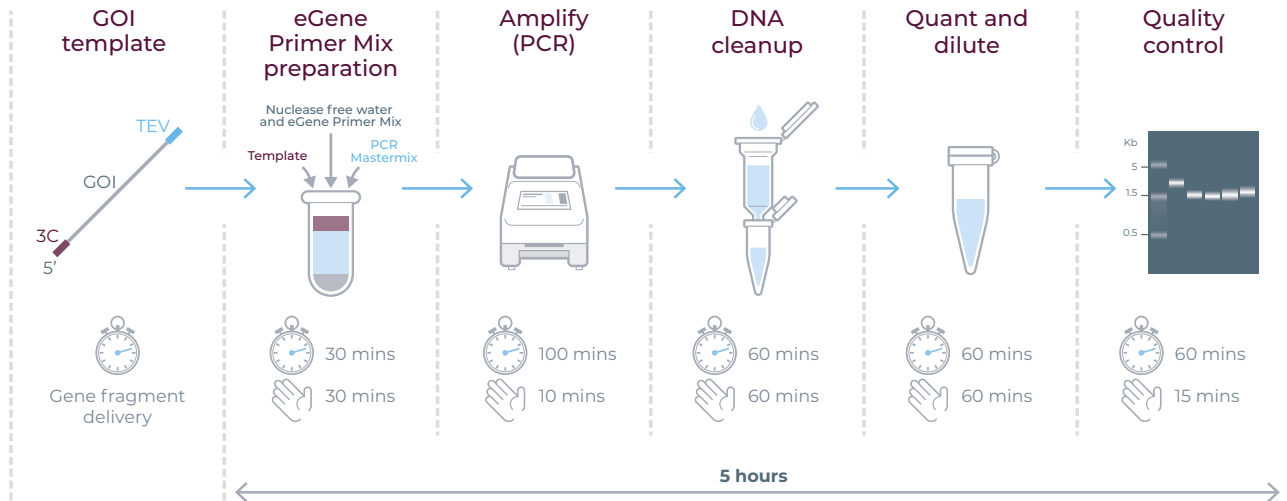 GOI
template
eGene
Primer Mix
preparation
Amplify
(PCR)
DNA
cleanup
Quant and
dilute
Quality
control
TEV
GOI
3C
5’
Nuclease free water
and eGene Primer Mix
Template
PCR
Mastermix
Kb
5
1.5
0.5
Gene fragment
delivery
30 mins
30 mins
100 mins
10 mins
60 mins
60 mins
60 mins
60 mins
60 mins
15 mins
5 hours